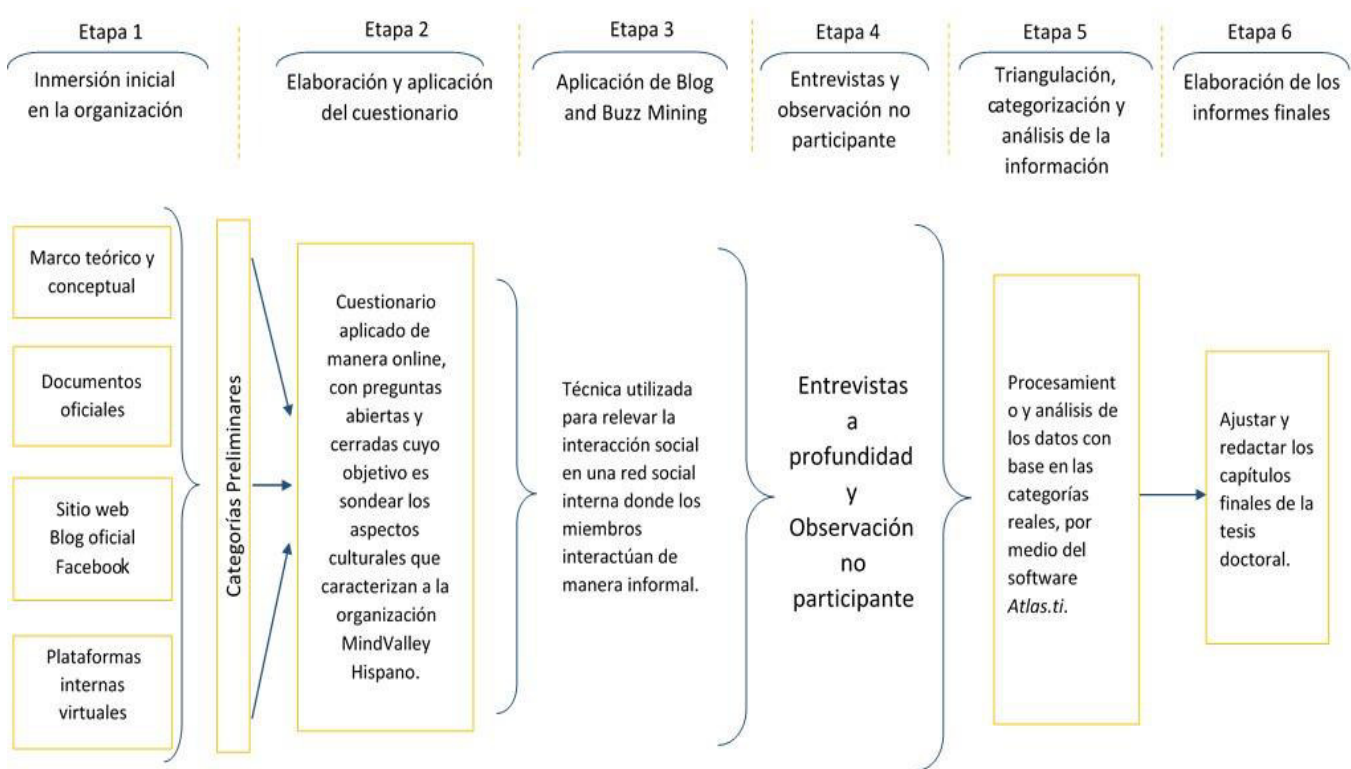 Etapa 1
Inmersión inicial
en la organización
Etapa 2
Elaboración y aplicación
del cuestionario
Etapa 3
Aplicación de Blog
and Buzz Mining
Etapa 4
Entrevistas y
observación no
participante
Etapa 5
Triangulación,
categorización y
análisis de la
información
Etapa 6
Elaboración de los
informes finales
Marco teórico y
conceptual
Documentos
oficiales
Sitio web
Blog oficial
Facebook
Plataformas
internas
virtuales
Categorías Preliminares
Cuestionario
aplicado de
manera online,
con preguntas
abiertas y
cerradas cuyo
objetivo es
sondear los
aspectos
culturales que
caracterizan a la
organización
MindValley
Hispano.
Técnica utilizada
para relevar la
interacción social
en una red social
interna donde los
miembros
interactúan de
manera informal.
Entrevistas
a
profundidad
y
Observación
no
participante
Procesamient
o y análisis de
los datos con
base en las
categorías
reales, por
medio del
software
Atlas.ti.
Ajustar y
redactar los
capítulos
finales de la
tesis
doctoral.